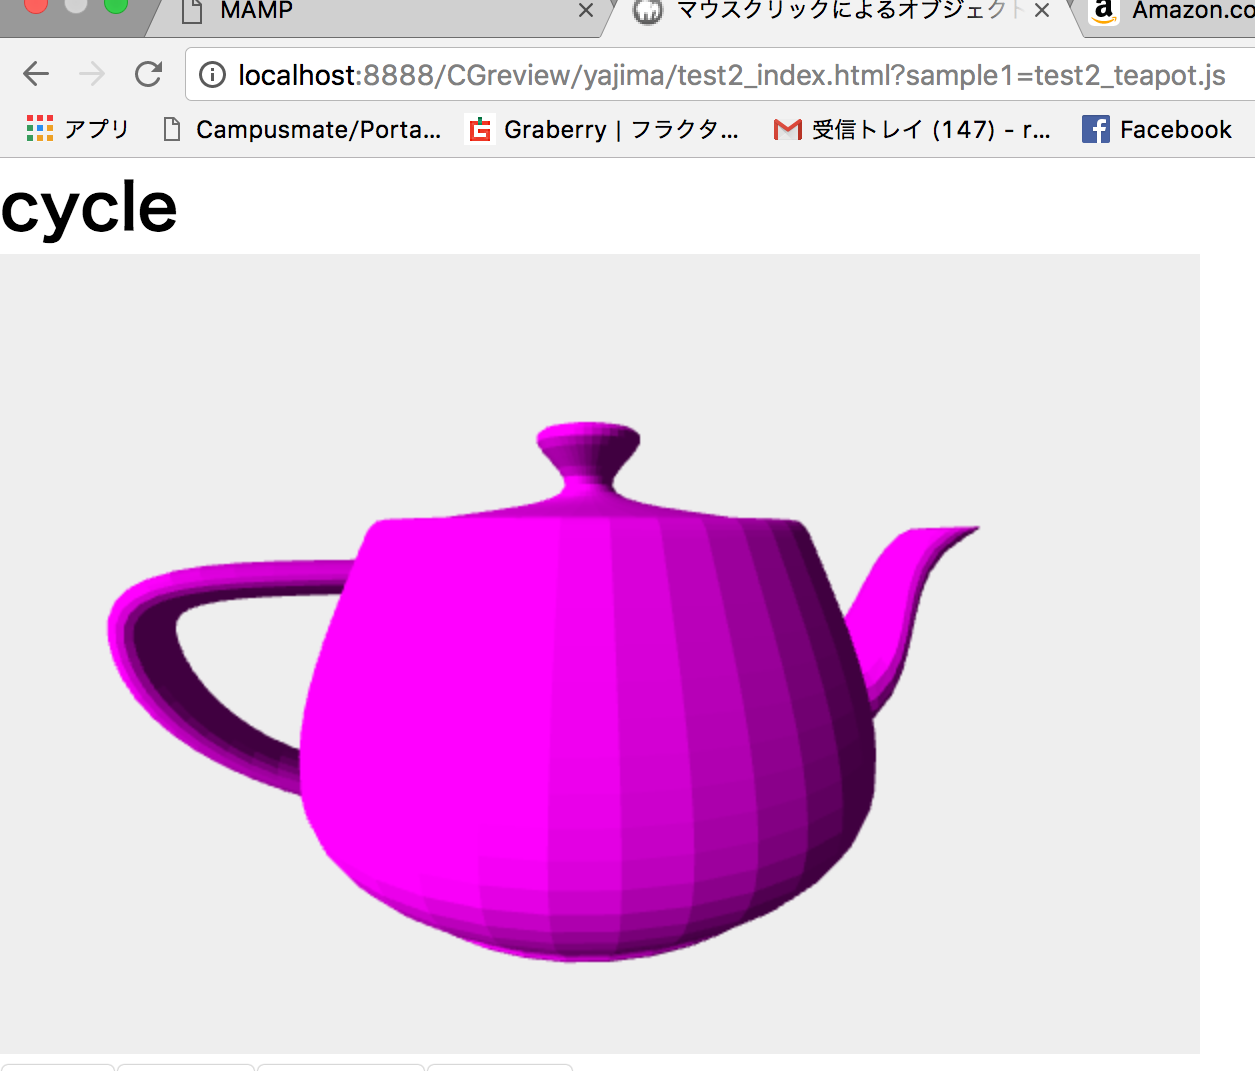 MAMP
マウスクリックによるオブジェクト
Amazon.co
localhost:8888/CGreview/yajima/test2_index.html?sample1=test2_teapot.js
アプリ
Campusmate/Porta...
Graberry | フラクタ...
受信トレイ (147) - r...
Facebook
cycle